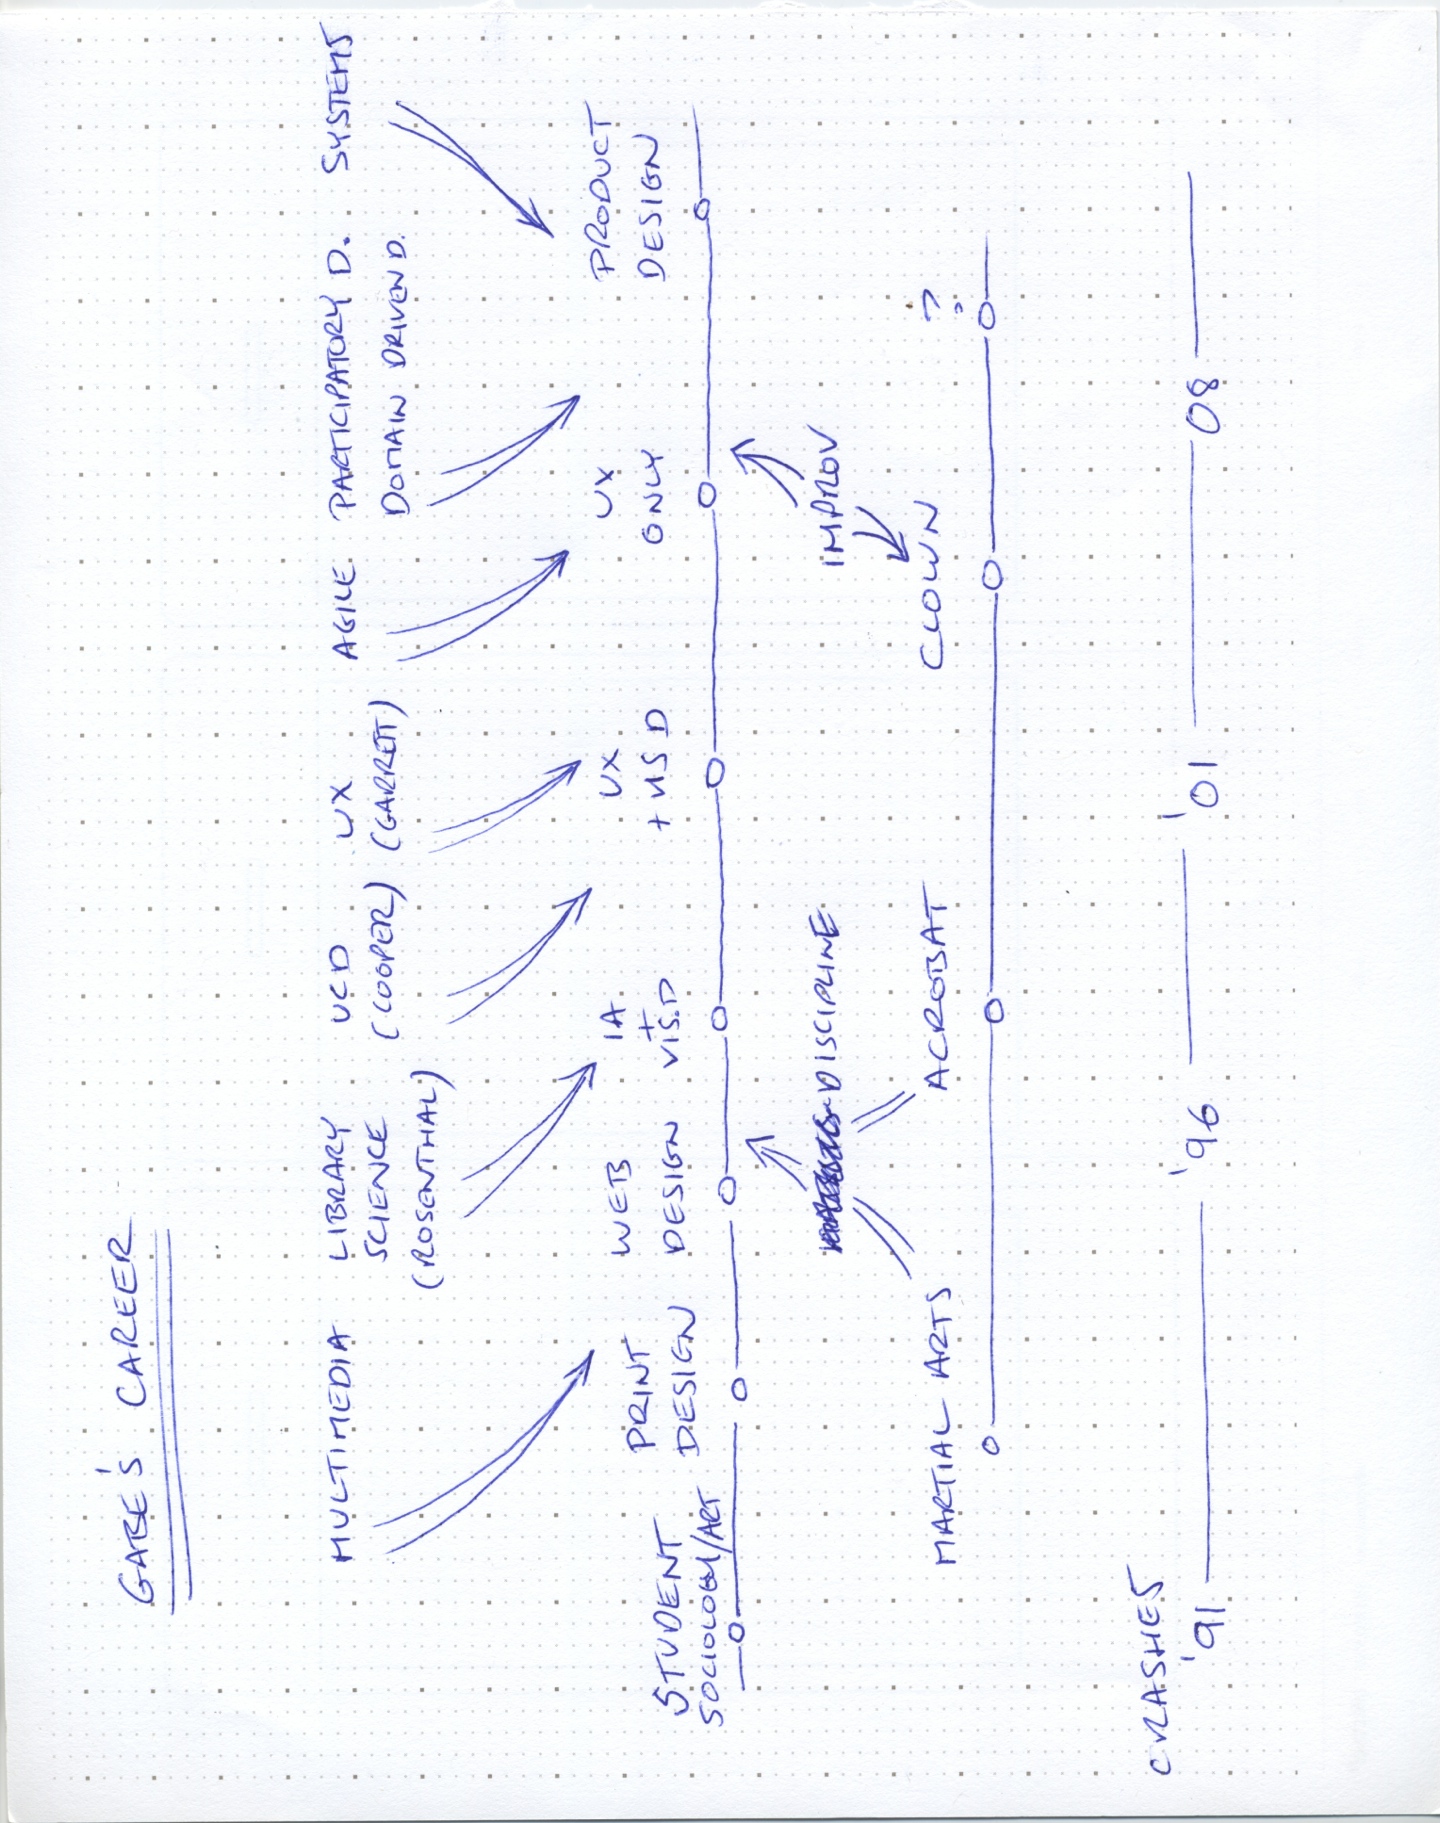 GABE'S CAREER
MULTIMEDIA
LIBRARY
SCIENCE
(ROSENTHAL)
UCD
(COOPER)
UX
(GARRETT)
AGILE
PARTICIPATORY D.
DOMAIN DRIVEN D.
SYSTEMS
STUDENT
SOCIOLOGY/ART
PRINT
DESIGN
WEB
DESIGN
IA
+
VIS.D
UX
+ VIS D
UX
ONLY
PRODUCT
DESIGN
DISCIPLINE
IMPROV
MARTIAL ARTS
ACROBAT
CLOWN
?
CRASHES
'91
'96
'01
08